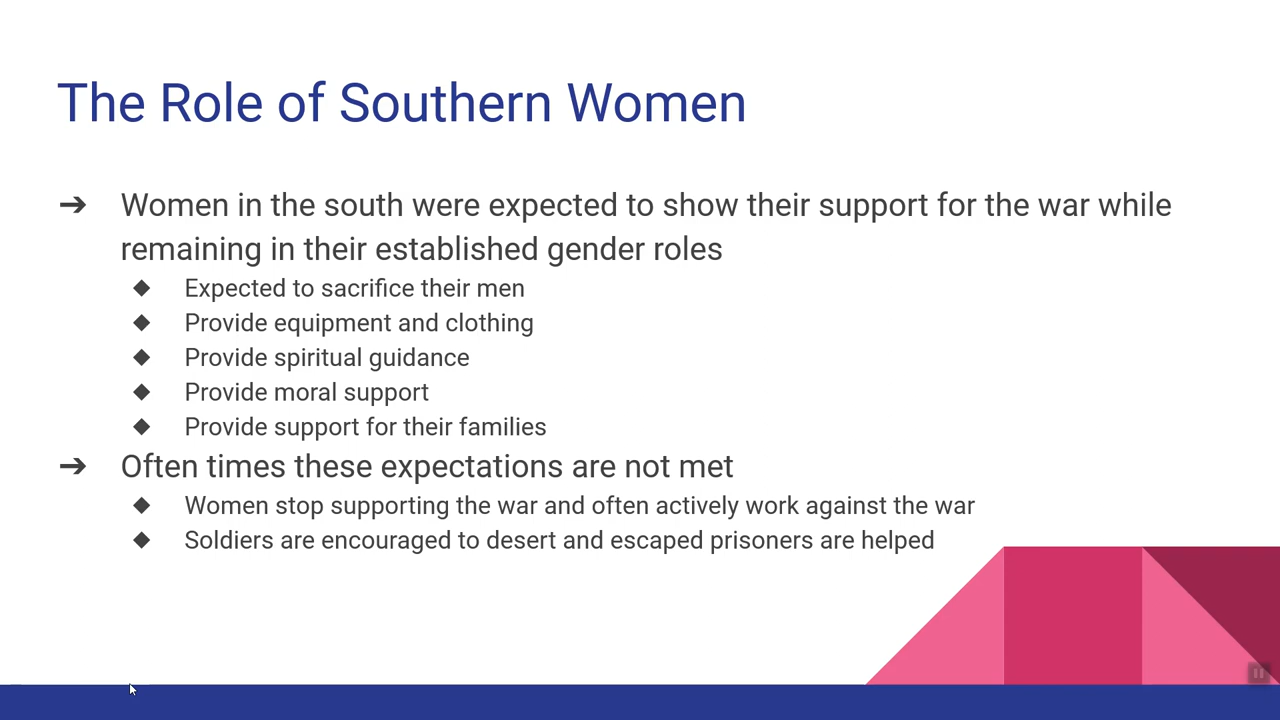 The Role of Southern Women
➔ Women in the south were expected to show their support for the war while
remaining in their established gender roles
◆ Expected to sacrifice their men
◆ Provide equipment and clothing
◆ Provide spiritual guidance
◆ Provide moral support
◆ Provide support for their families
➔ Often times these expectations are not met
◆ Women stop supporting the war and often actively work against the war
◆ Soldiers are encouraged to desert and escaped prisoners are helped